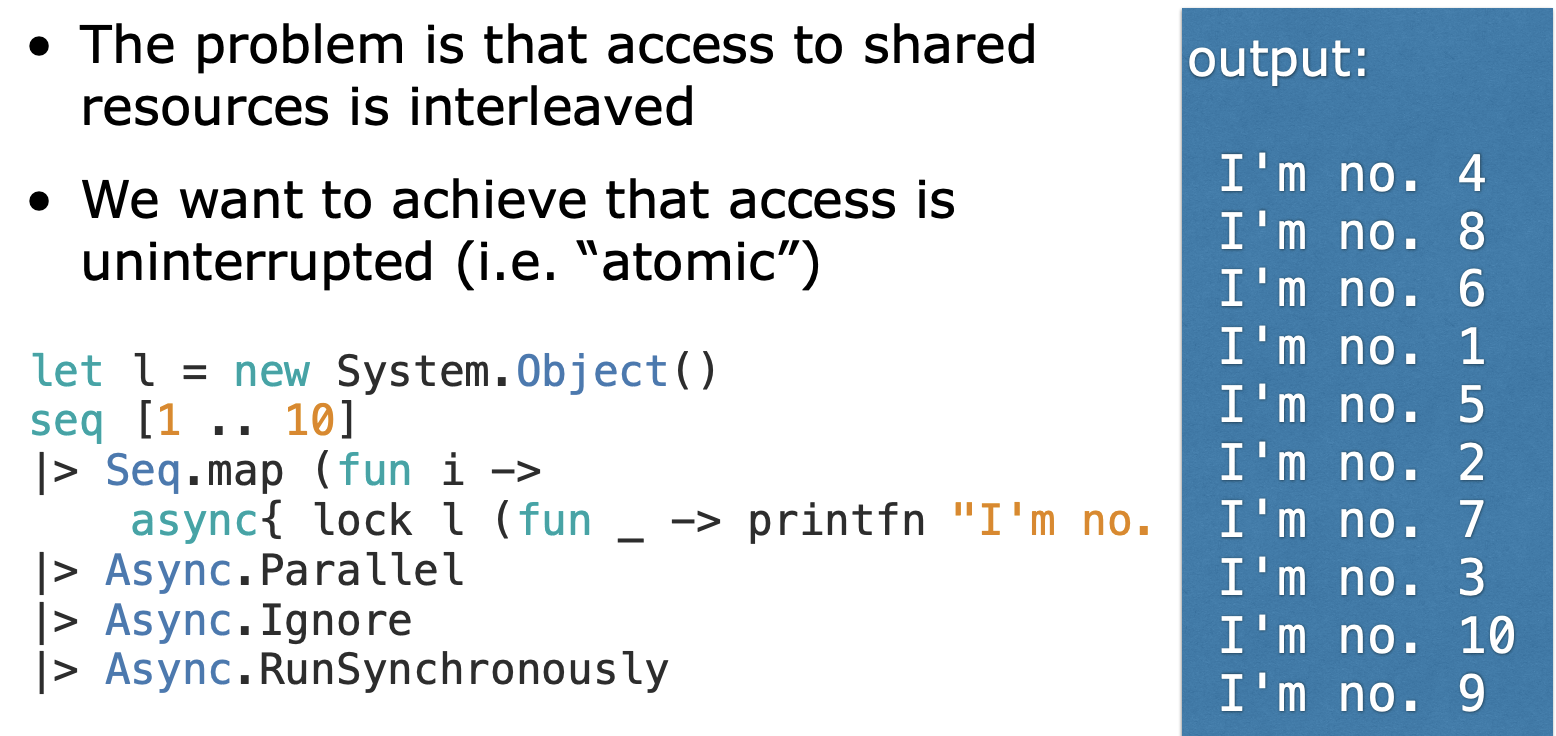 • The problem is that access to shared
resources is interleaved
• We want to achieve that access is
uninterrupted (i.e. “atomic”)
let l = new System.Object()
seq [1 .. 10]
|> Seq.map (fun i ->
    async{ lock l (fun _  -> printfn "I'm no.
|> Async.Parallel
|> Async.Ignore
|> Async.RunSynchronously
output:
I'm no. 4
I'm no. 8
I'm no. 6
I'm no. 1
I'm no. 5
I'm no. 2
I'm no. 7
I'm no. 3
I'm no. 10
I'm no. 9